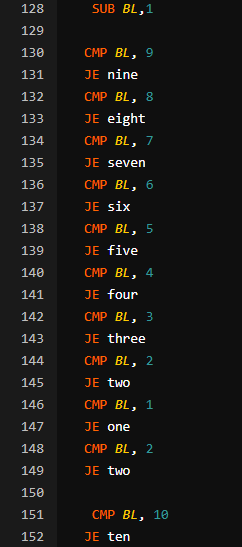 128 SUB BL,1
129
130 CMP BL, 9
131 JE nine
132 CMP BL, 8
133 JE eight
134 CMP BL, 7
135 JE seven
136 CMP BL, 6
137 JE six
138 CMP BL, 5
139 JE five
140 CMP BL, 4
141 JE four
142 CMP BL, 3
143 JE three
144 CMP BL, 2
145 JE two
146 CMP BL, 1
147 JE one
148 CMP BL, 2
149 JE two
150
151 CMP BL, 10
152 JE ten